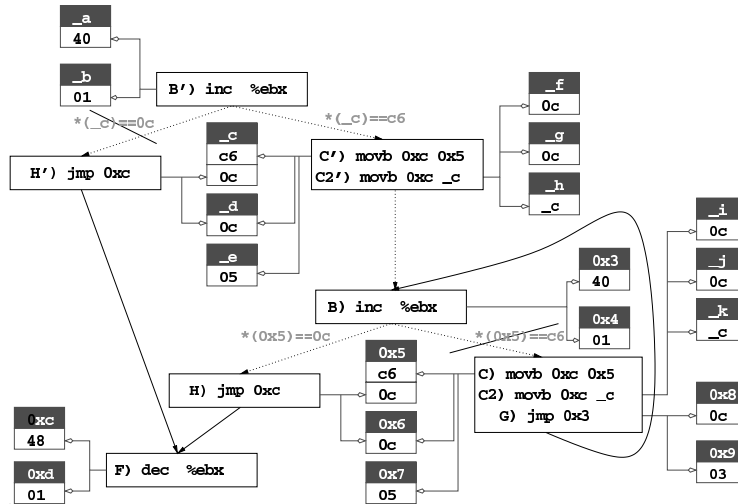 _a
40
_b
01
B') inc %ebx
*(_c)==0c
*(_c)==c6
_f
0c
_g
0c
_h
_c
_c
c6
0c
H') jmp 0xc
C') movb 0xc 0x5
C2') movb 0xc _c
_d
0c
_e
05
_i
0c
_j
0c
_k
_c
0x3
40
0x4
01
B) inc %ebx
*(0x5)==0c
*(0x5)==c6
0x5
c6
0c
H) jmp 0xc
C) movb 0xc 0x5
C2) movb 0xc _c
G) jmp 0x3
0x6
0c
0x7
05
0x8
0c
0x9
03
0xc
48
0xd
01
F) dec %ebx